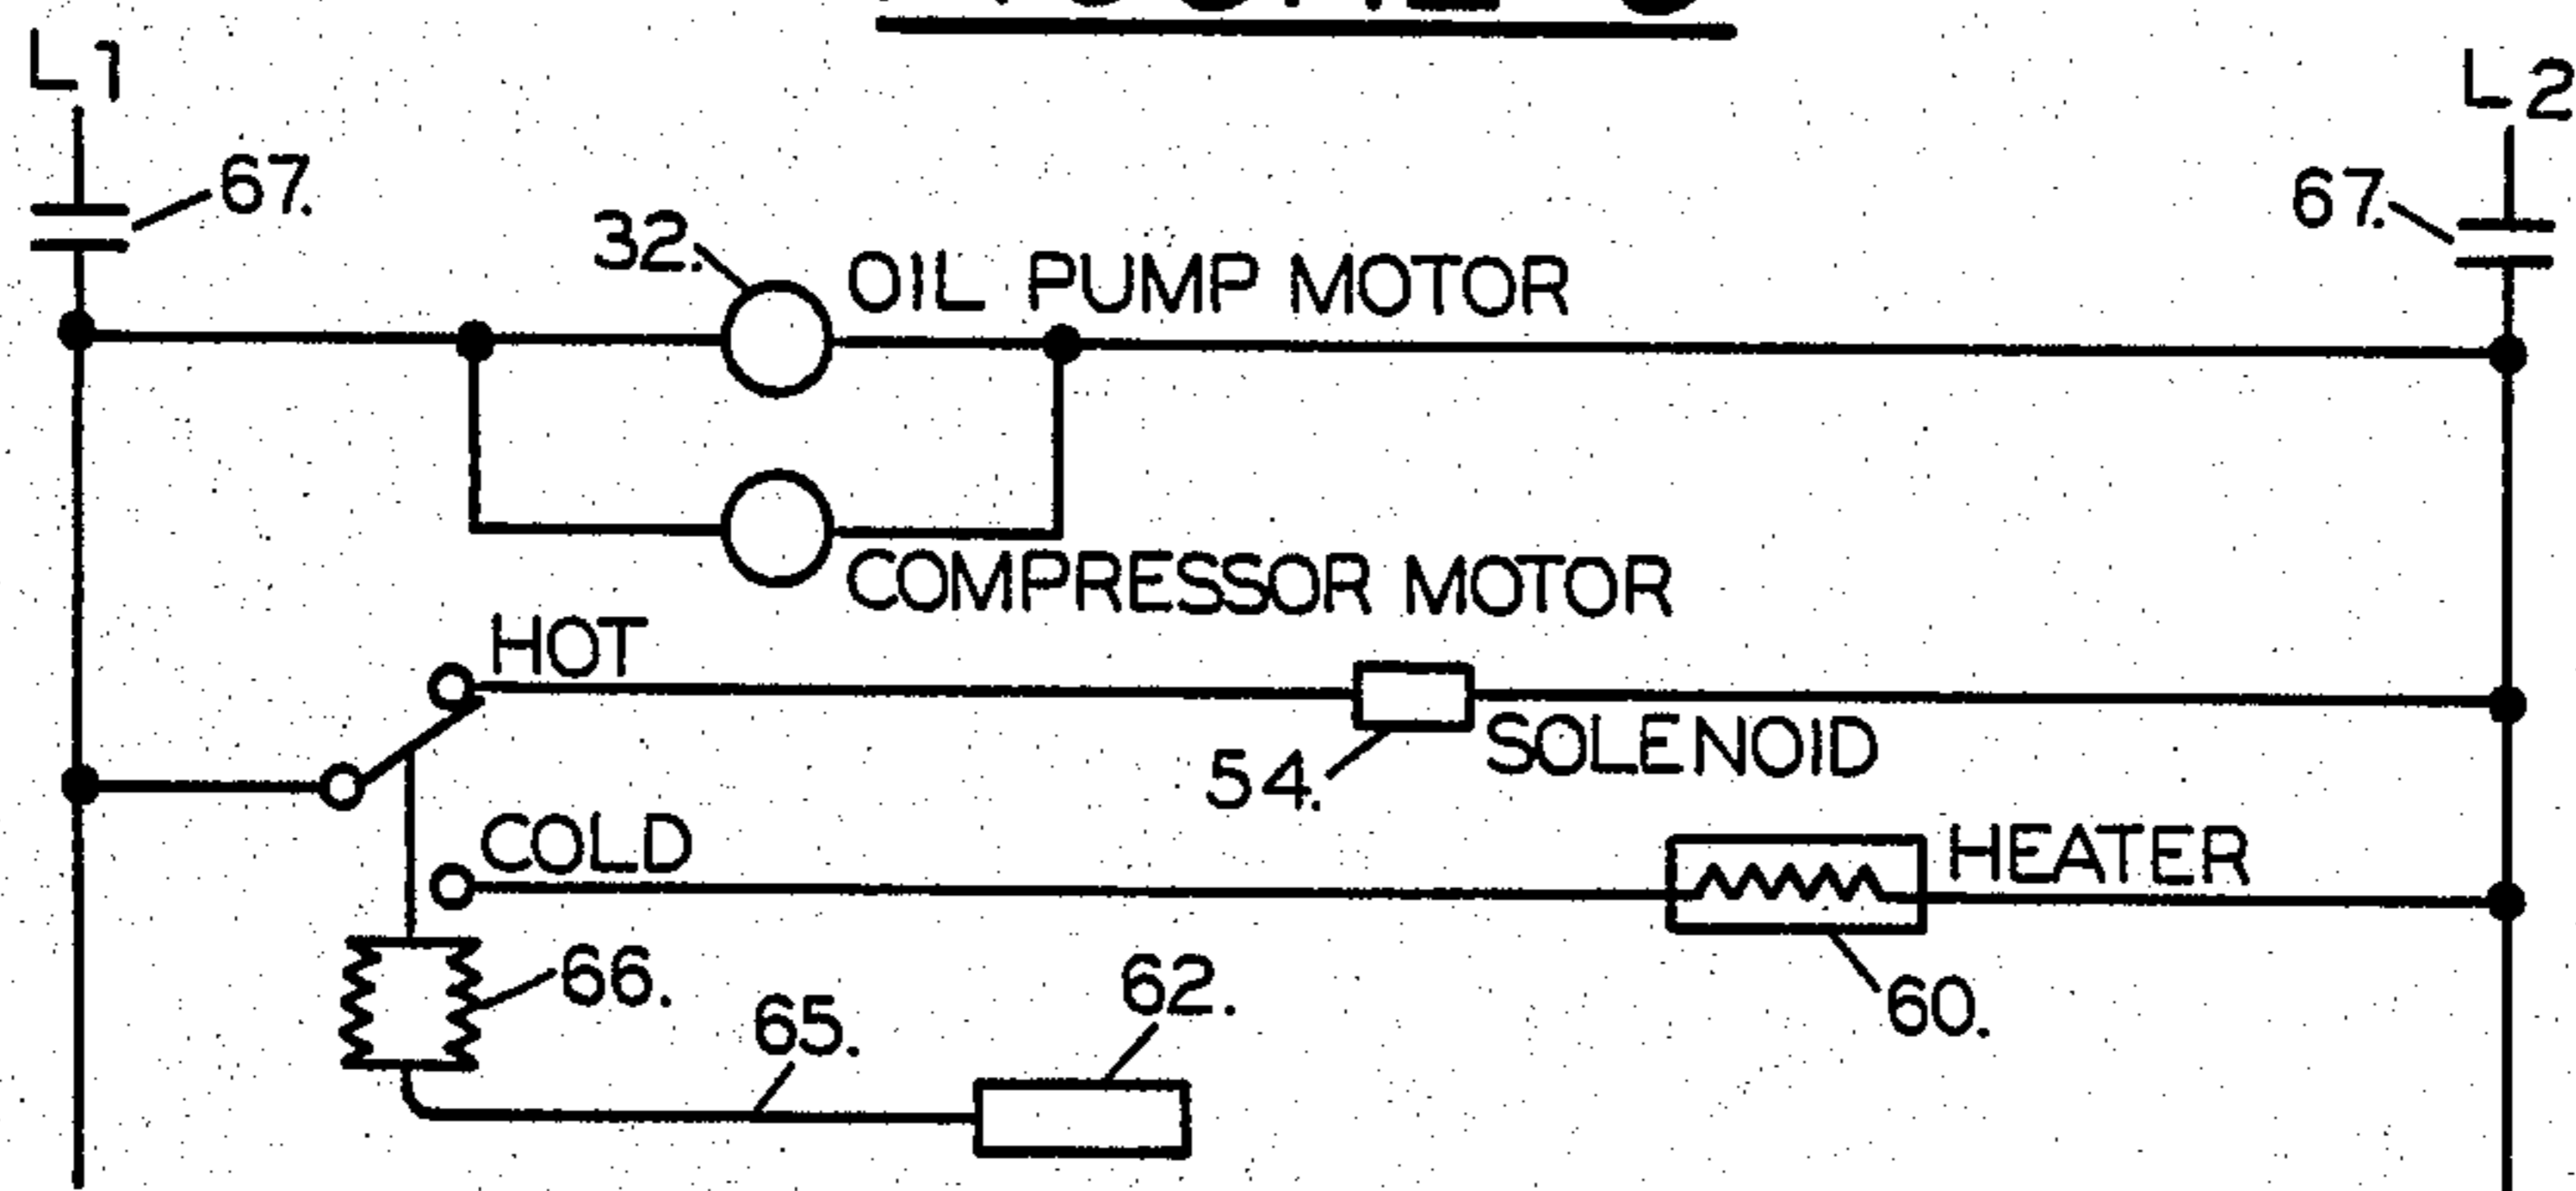 L1
L2
67.
67.
32.
OIL PUMP MOTOR
COMPRESSOR MOTOR
HOT
54.
SOLENOID
COLD
HEATER
66.
65.
62.
60.